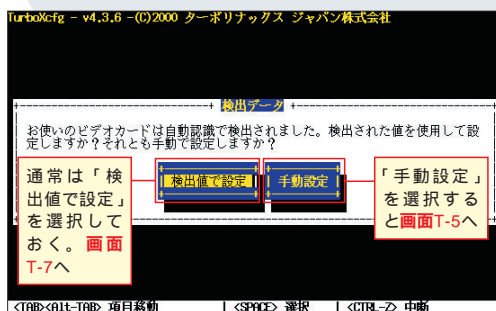 TurboXcfg - v4.3.6 -(C)2000 ターボリナックス ジャパン株式会社
検出データ
お使いのビデオカードは自動認識で検出されました。検出された値を使用して設
定しますか？それとも手動で設定しますか？
検出値で設定
手動設定
通常は「検
出値で設定」
を選択して
おく。画面
T-7へ
「手動設定」
を選択する
と画面T-5へ
<TAB><Alt-TAB> 項目移動 | <SPACE> 選択 | <CTRL-Z> 中断